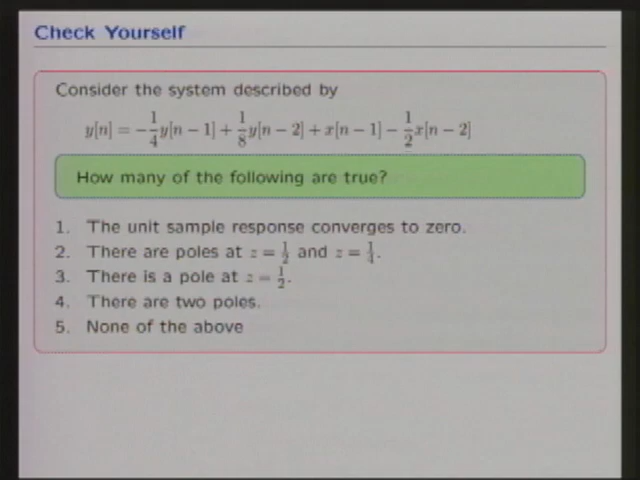 Check Yourself
Consider the system described by
y[n] = −1/4 y[n − 1] + 1/8 y[n − 2] + x[n − 1] − 1/2 x[n − 2]
How many of the following are true?
1. The unit sample response converges to zero.
2. There are poles at z = 1/2 and z = 1/4.
3. There is a pole at z = 1/2.
4. There are two poles.
5. None of the above